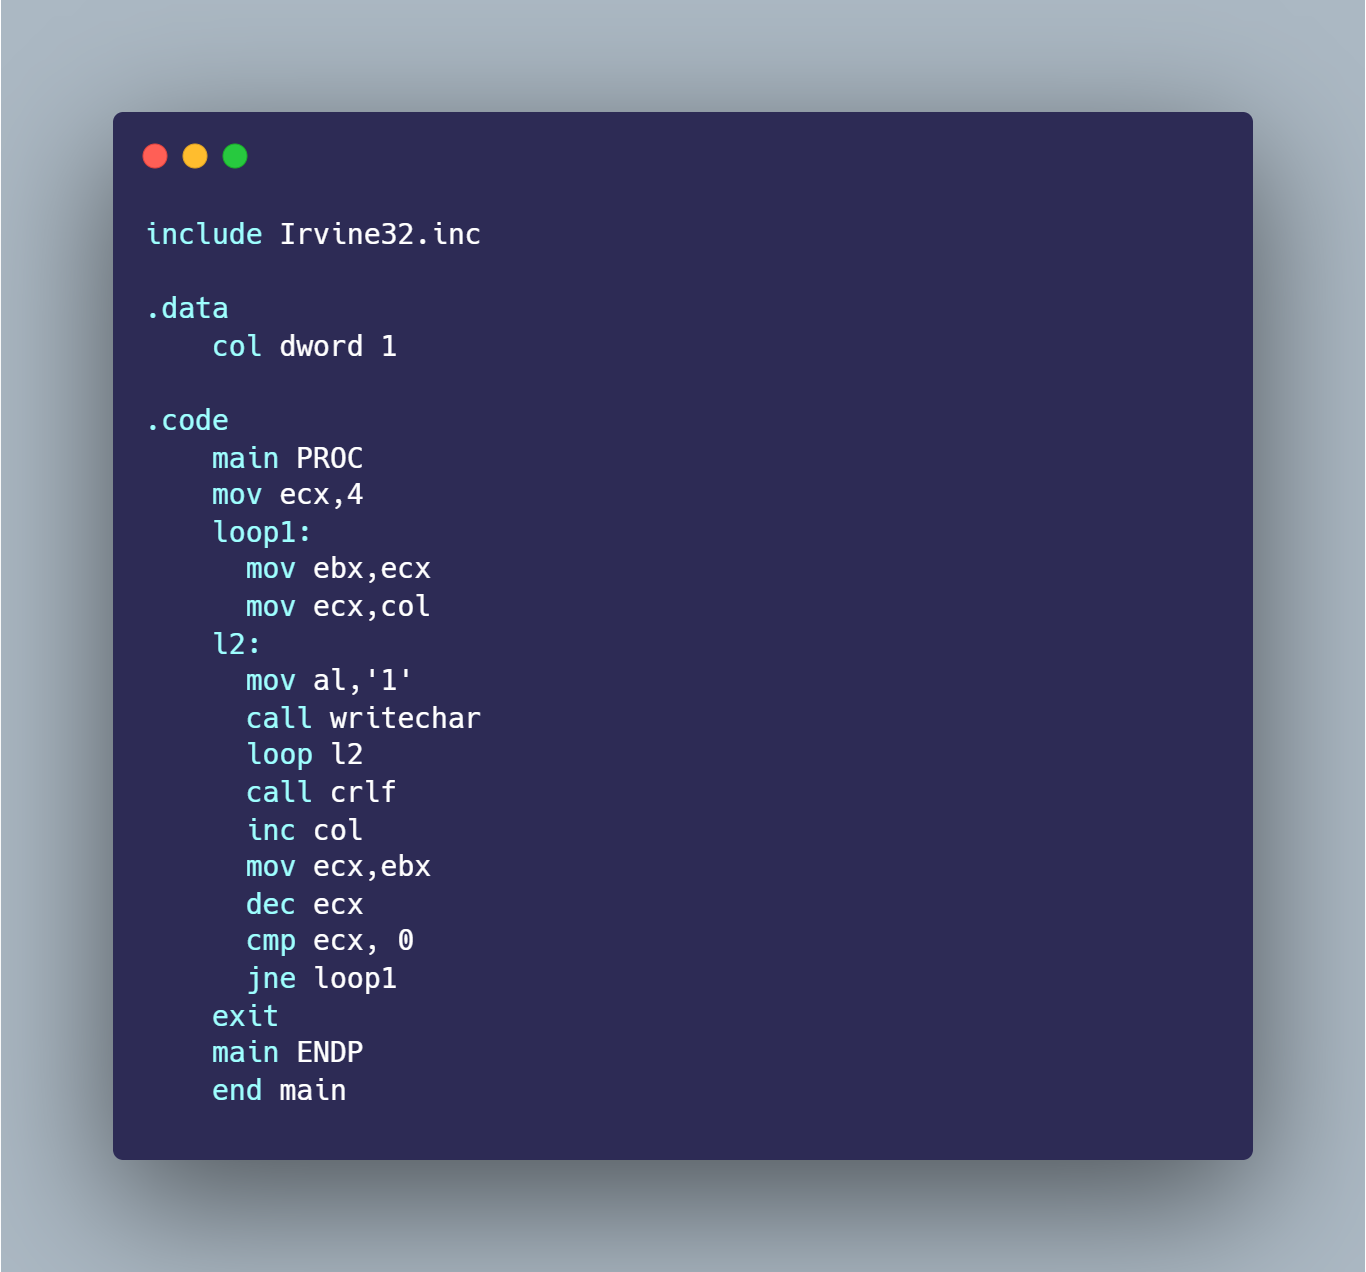 include Irvine32.inc
.data
    col dword 1
.code
    main PROC
    mov ecx,4
    loop1:
      mov ebx,ecx
      mov ecx,col
    l2:
      mov al,'1'
      call writechar
      loop l2
      call crlf
      inc col
      mov ecx,ebx
      dec ecx
      cmp ecx, 0
      jne loop1
    exit
    main ENDP
    end main